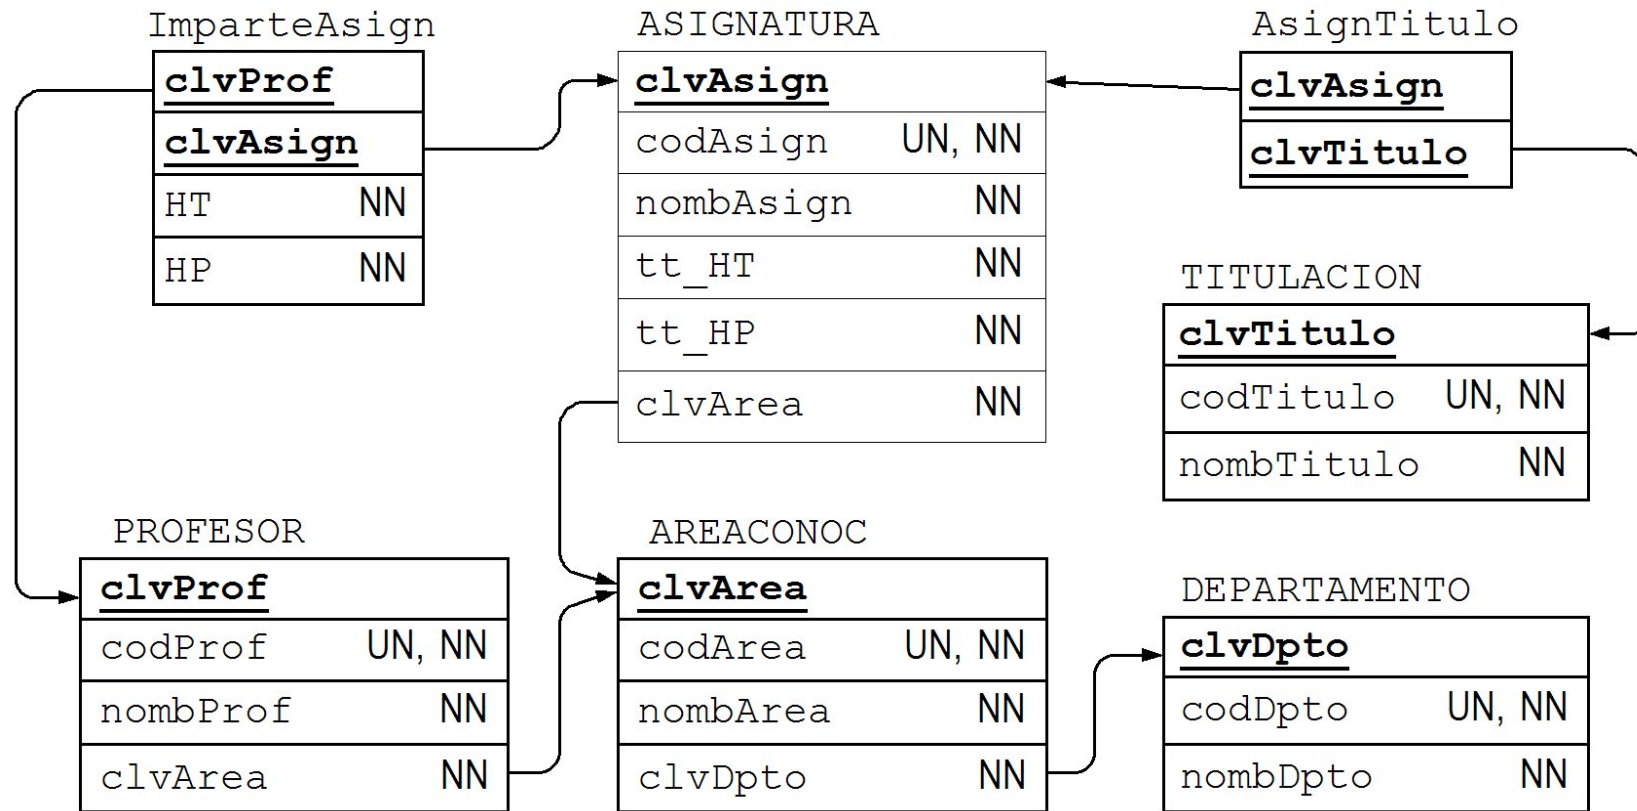 ImparteAsign
clvProf
clvAsign
HT NN
HP NN
ASIGNATURA
clvAsign
codAsign UN, NN
nombAsign NN
tt_HT NN
tt_HP NN
clvArea NN
AsignTitulo
clvAsign
clvTitulo
TITULACION
clvTitulo
codTitulo UN, NN
nombTitulo NN
PROFESOR
clvProf
codProf UN, NN
nombProf NN
clvArea NN
AREACONOC
clvArea
codArea UN, NN
nombArea NN
clvDpto NN
DEPARTAMENTO
clvDpto
codDpto UN, NN
nombDpto NN